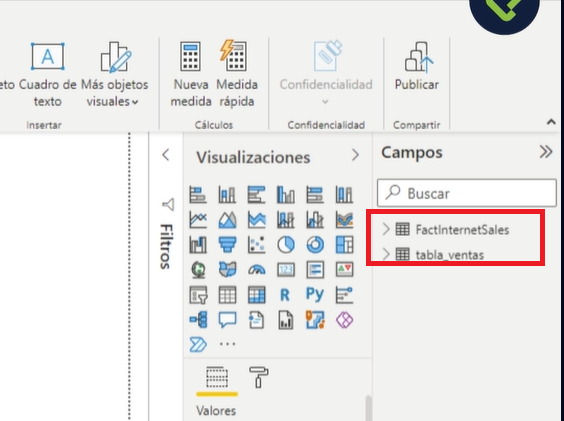 eto Cuadro de Más objetos Nueva Medida Confidencialidad Publicar
texto visuales medida rápida
Insertar Cálculos Confidencialidad Compartir
Visualizaciones Campos
Buscar
Filtros
FactInternetSales
tabla_ventas
A
123
R Py
Valores